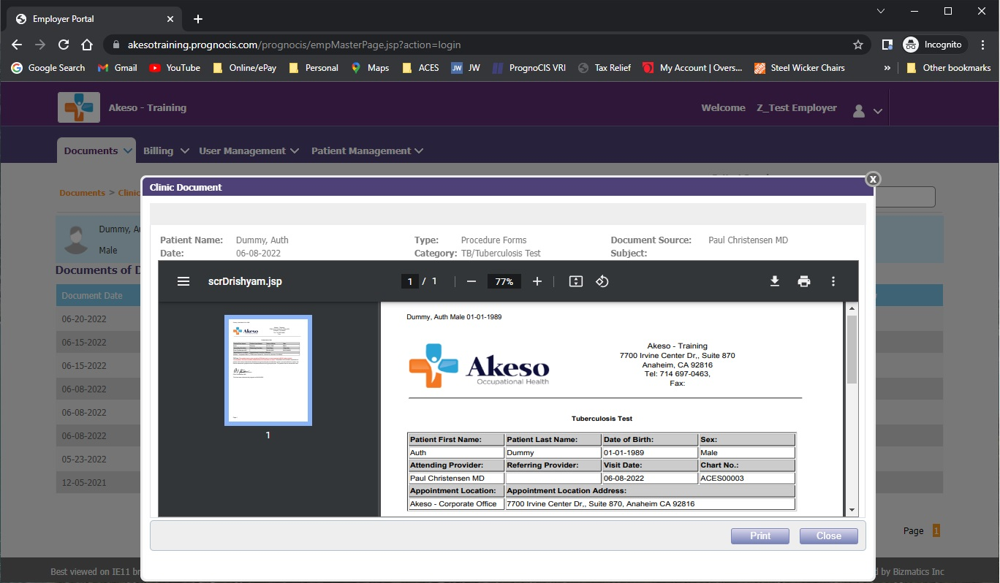 Employer Portal
akesotraining.prognocis.com/prognocis/empMasterPage.jsp?action=login
Incognito
Google Search Gmail YouTube Online/ePay Personal Maps ACES JW JW PrognoCIS VRI Tax Relief My Account | Overs... Steel Wicker Chairs » Other bookmarks
Akeso - Training Welcome Z_Test Employer
Documents Billing User Management Patient Management
Documents > Clinic
Clinic Document X
Dummy, Au
Male
Documents of D
Document Date
06-20-2022
06-15-2022
06-15-2022
06-08-2022
06-08-2022
06-08-2022
05-23-2022
12-05-2021
Patient Name: Dummy, Auth Type: Procedure Forms Document Source: Paul Christensen MD
Date: 06-08-2022 Category: TB/Tuberculosis Test Subject:
scrDrishyam.jsp 1 / 1 77%
1
Dummy, Auth Male 01-01-1989
Akeso
Occupational Health
Akeso - Training
7700 Irvine Center Dr,, Suite 870
Anaheim, CA 92816
Tel: 714 697-0463,
Fax:
Tuberculosis Test
Patient First Name: Patient Last Name: Date of Birth: Sex:
Auth Dummy 01-01-1989 Male
Attending Provider: Referring Provider: Visit Date: Chart No.:
Paul Christensen MD 06-08-2022 ACES00003
Appointment Location: Appointment Location Address:
Akeso - Corporate Office 7700 Irvine Center Dr,, Suite 870, Anaheim CA 92816
Print Close
Page 1
Best viewed on IE11 br d by Bizmatics Inc